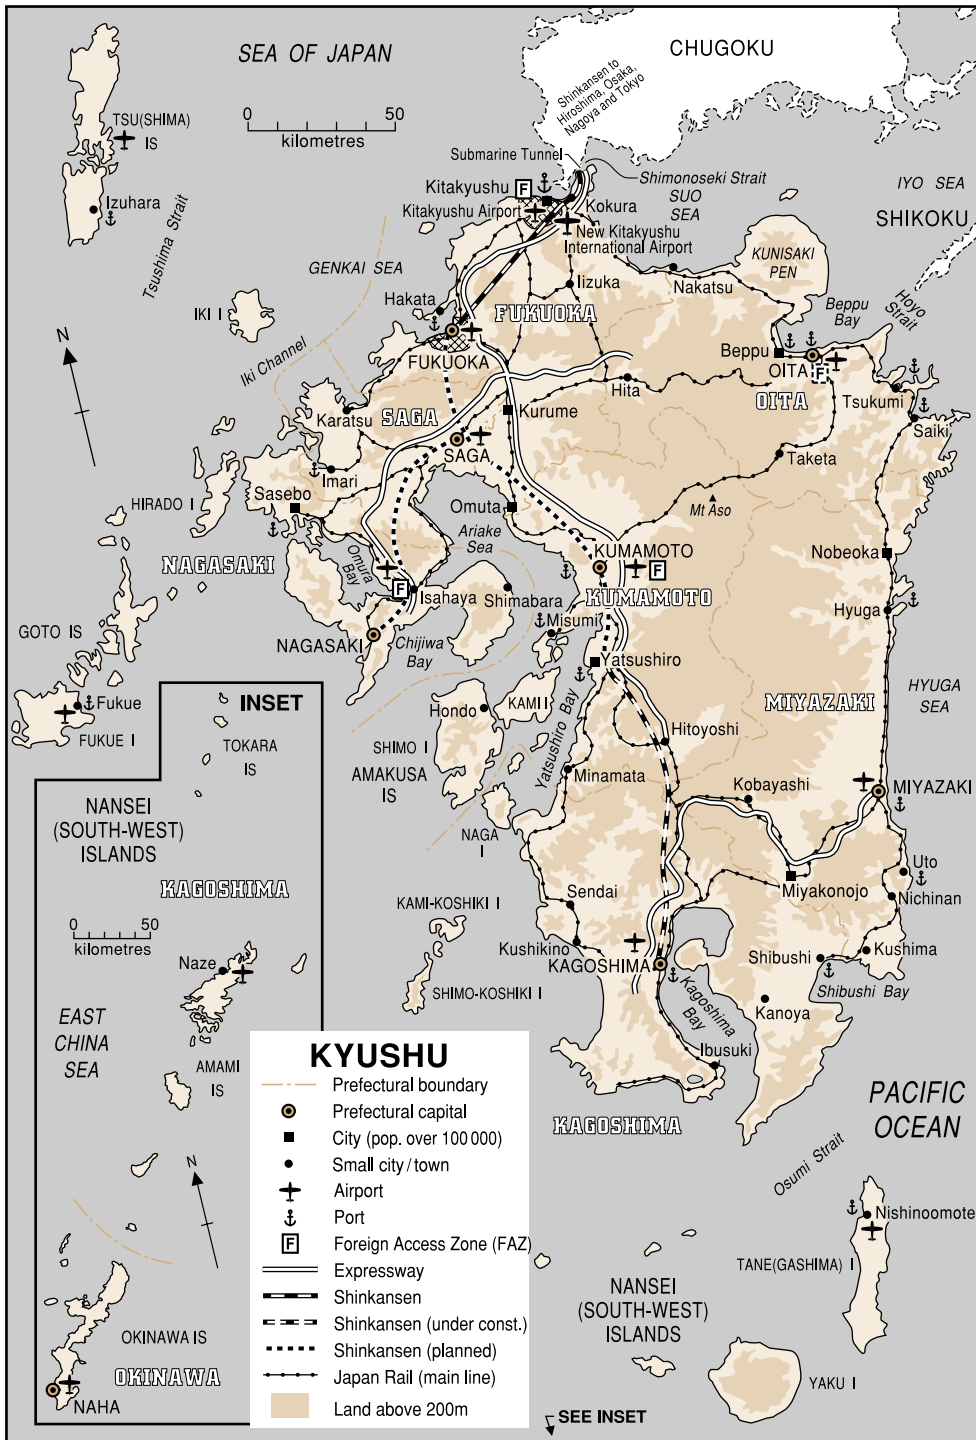 SEA OF JAPAN
CHUGOKU
0 50
kilometres
Shinkansen to
Hiroshima, Osaka,
Nagoya and Tokyo
TSU(SHIMA)
IS
Submarine Tunnel
Shimonoseki Strait
Kitakyushu
F
IYO SEA
Izuhara
Kitakyushu Airport
Kokura
SUO
SEA
SHIKOKU
Tsushima Strait
New Kitakyushu
International Airport
KUNISAKI
PEN
GENKAI SEA
Iizuka
Nakatsu
Hakata
Beppu
Bay
Hoyo
Strait
IKI I
FUKUOKA
N
Iki Channel
FUKUOKA
Beppu
OITA
F
Hita
OITA
Tsukumi
Karatsu
SAGA
Kurume
Saiki
SAGA
Taketa
Imari
Sasebo
Omuta
Mt Aso
HIRADO I
Ariake
Sea
NAGASAKI
Omura
Bay
KUMAMOTO
F
Nobeoka
F
Isahaya
Shimabara
KUMAMOTO
Hyuga
GOTO IS
Misumi
NAGASAKI
Chijiwa
Bay
Yatsushiro
HYUGA
SEA
MIYAZAKI
INSET
Fukue
KAMI I
Hondo
FUKUE I
TOKARA
IS
SHIMO I
Yatsushiro Bay
Hitoyoshi
AMAKUSA
IS
Minamata
Kobayashi
MIYAZAKI
NANSEI
(SOUTH-WEST)
ISLANDS
NAGA
I
Uto
KAGOSHIMA
Sendai
Miyakonojo
Nichinan
KAMI-KOSHIKI I
0 50
kilometres
Kushikino
Kushima
Naze
KAGOSHIMA
Shibushi
SHIMO-KOSHIKI I
Kagoshima
Bay
Shibushi Bay
Kanoya
EAST
CHINA
SEA
Ibusuki
AMAMI
IS
KAGOSHIMA
PACIFIC
OCEAN
KYUSHU
Prefectural boundary
Prefectural capital
City (pop. over 100 000)
Small city/town
Airport
Port
F Foreign Access Zone (FAZ)
Expressway
Shinkansen
Shinkansen (under const.)
Shinkansen (planned)
Japan Rail (main line)
Land above 200m
N
Osumi Strait
Nishinoomote
TANE(GASHIMA) I
NANSEI
(SOUTH-WEST)
ISLANDS
OKINAWA IS
OKINAWA
NAHA
YAKU I
SEE INSET